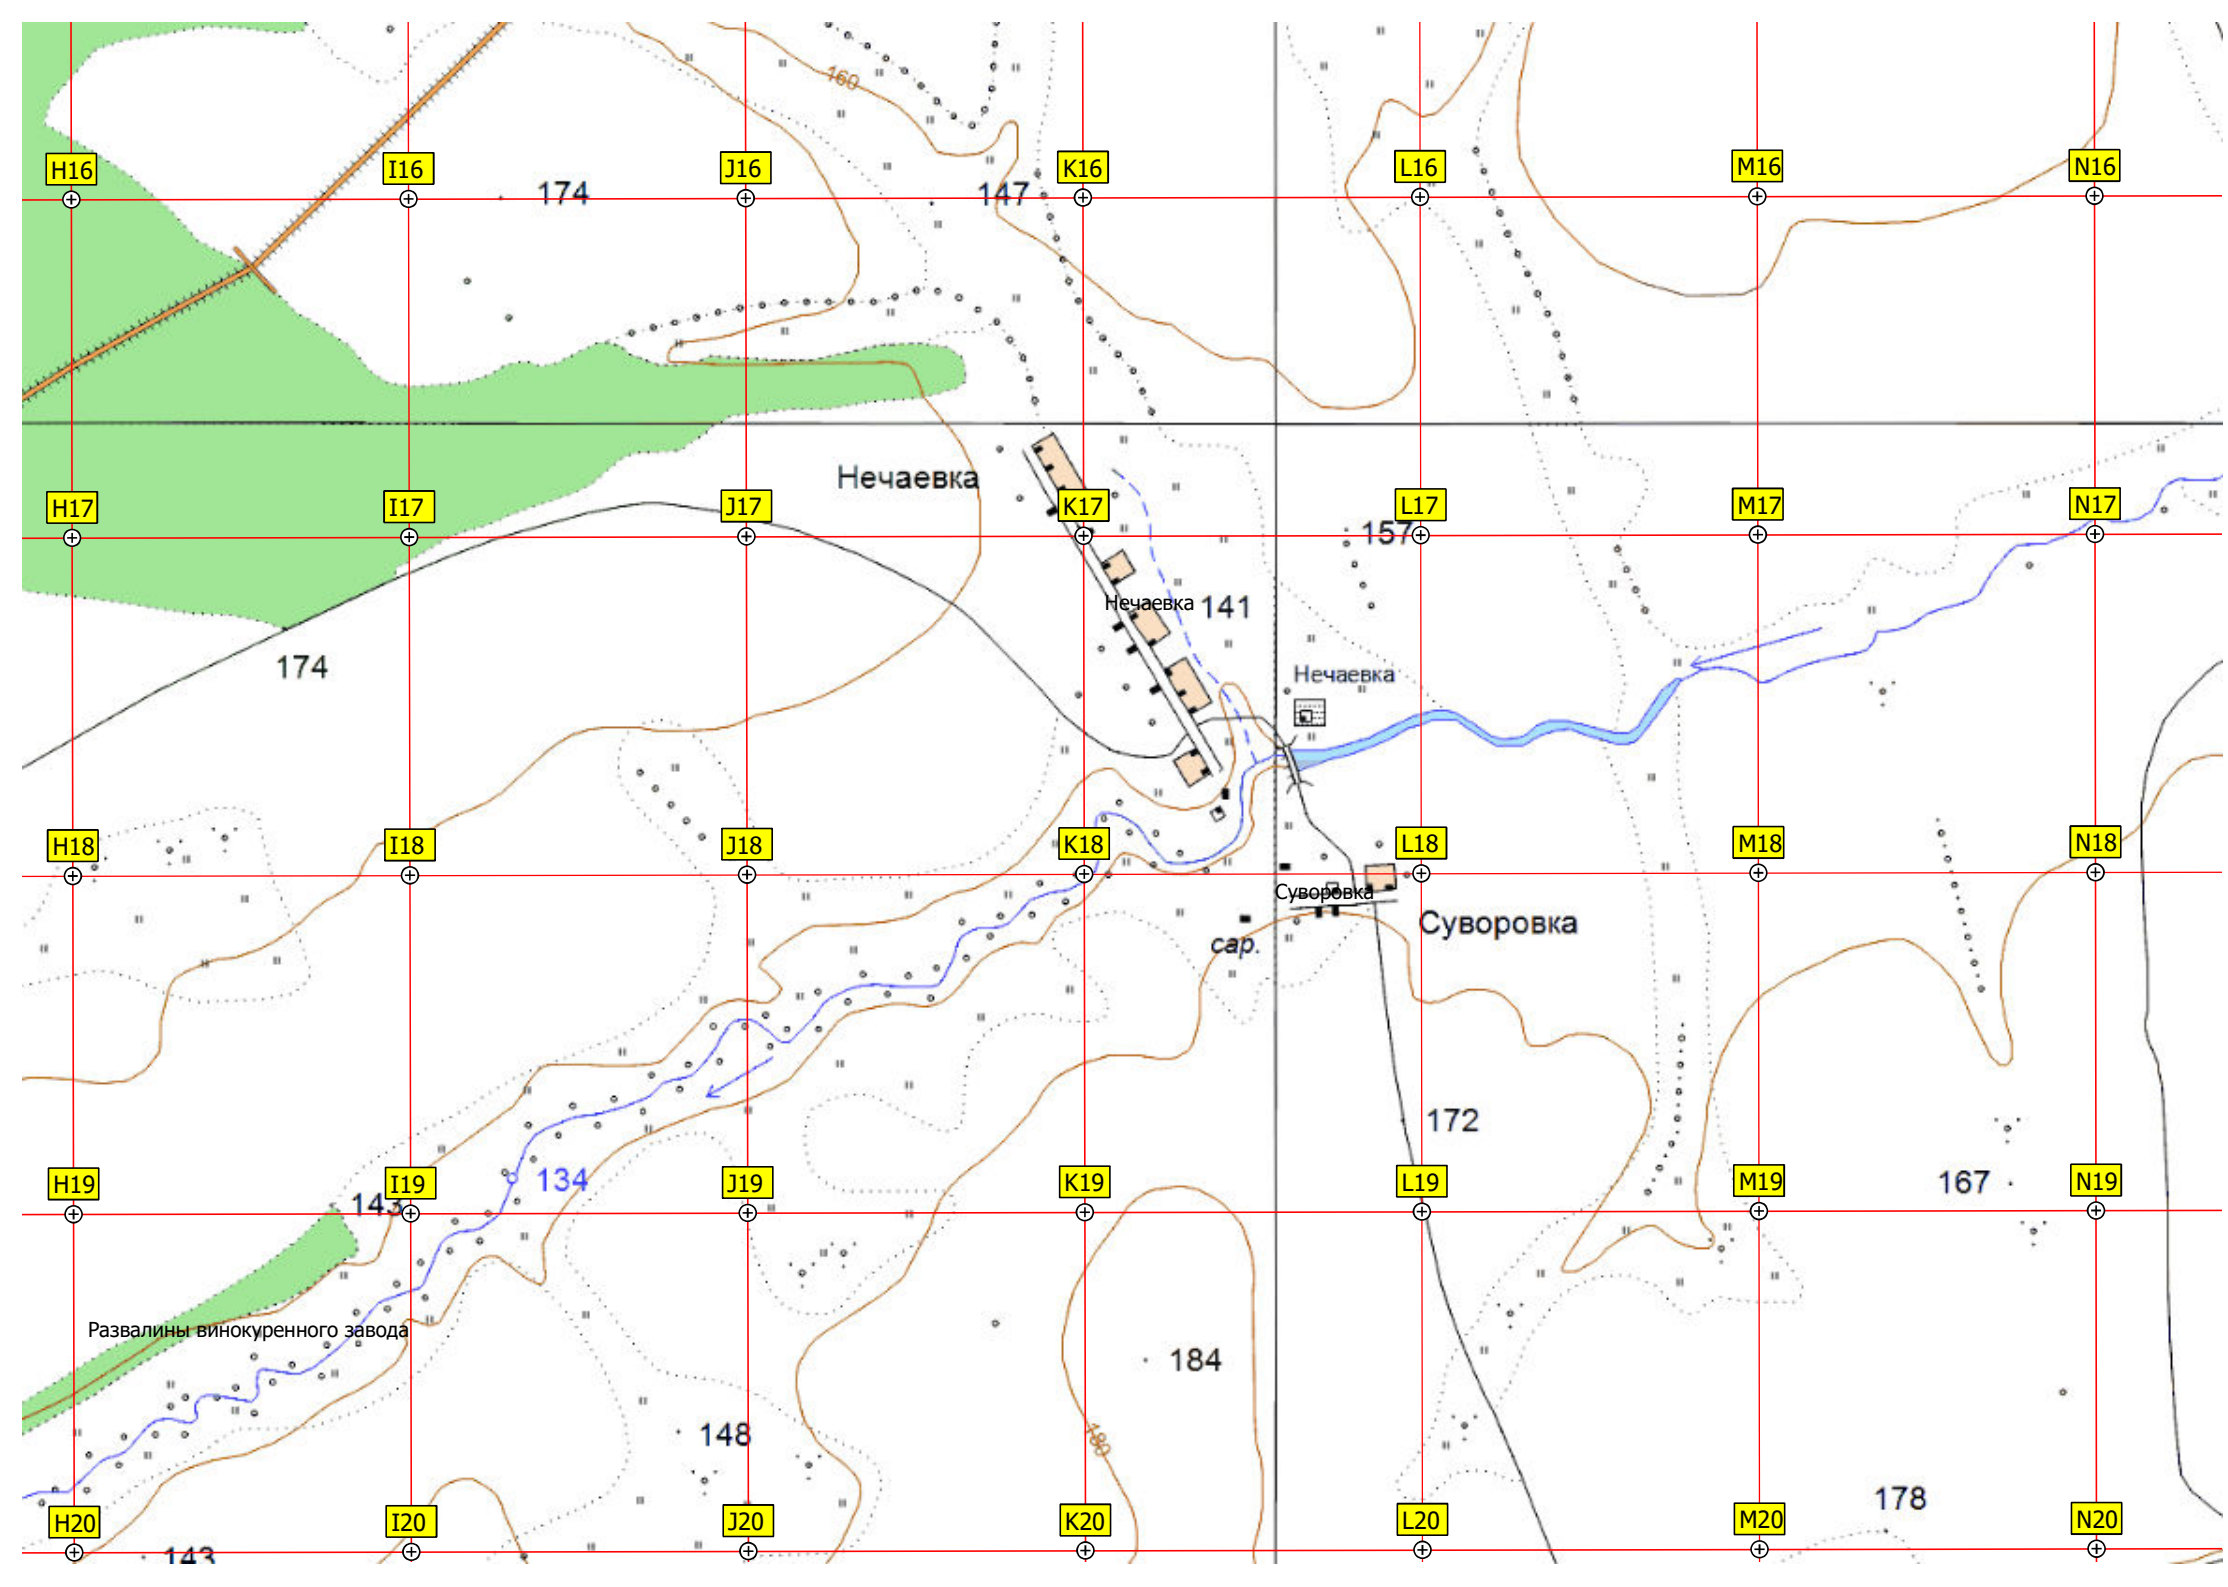 160
H16
I16
J16
K16
L16
M16
N16
174
147
Нечаевка
H17
I17
J17
K17
L17
M17
N17
157
Нечаевка
141
174
Нечаевка
H18
I18
J18
K18
L18
M18
N18
Суворовка
Суворовка
сар.
172
134
143
H19
I19
J19
K19
L19
M19
N19
167
Развалины винокуренного завода
184
148
180
178
H20
I20
J20
K20
L20
M20
N20
143